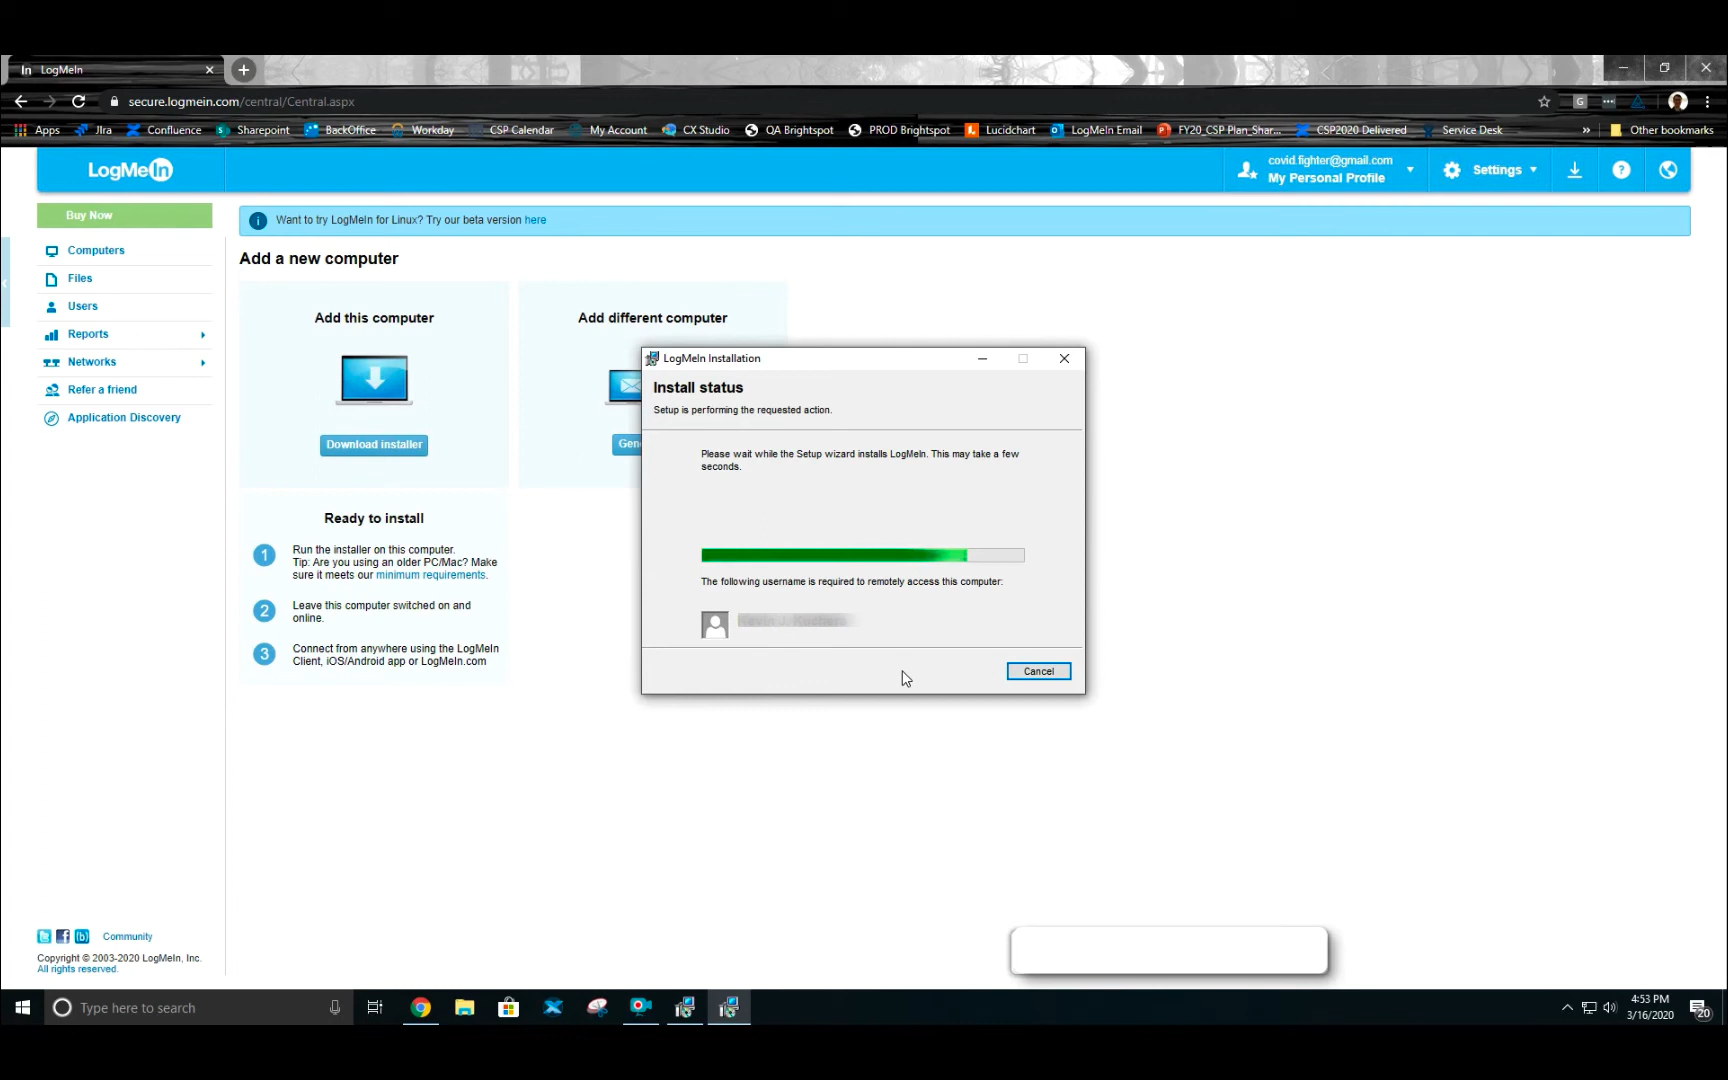 LogMeIn
secure.logmein.com/central/Central.aspx
Apps Jira Confluence Sharepoint BackOffice Workday CSP Calendar My Account CX Studio QA Brightspot PROD Brightspot Lucidchart LogMeIn Email FY20_CSP Plan_Shar... CSP2020 Delivered Service Desk » Other bookmarks
LogMeIn
covid.fighter@gmail.com
My Personal Profile
Settings
Buy Now
Want to try LogMeIn for Linux? Try our beta version here
Computers
Files
Users
Reports
Networks
Refer a friend
Application Discovery
Add a new computer
Add this computer
Download installer
Add different computer
Gen
Ready to install
1 Run the installer on this computer.
Tip: Are you using an older PC/Mac? Make
sure it meets our minimum requirements.
2 Leave this computer switched on and
online.
3 Connect from anywhere using the LogMeIn
Client, iOS/Android app or LogMeIn.com
LogMeIn Installation
Install status
Setup is performing the requested action.
Please wait while the Setup wizard installs LogMeIn. This may take a few
seconds.
The following username is required to remotely access this computer:
Cancel
Community
Copyright © 2003-2020 LogMeIn, Inc.
All rights reserved.
Type here to search
4:53 PM
3/16/2020
20